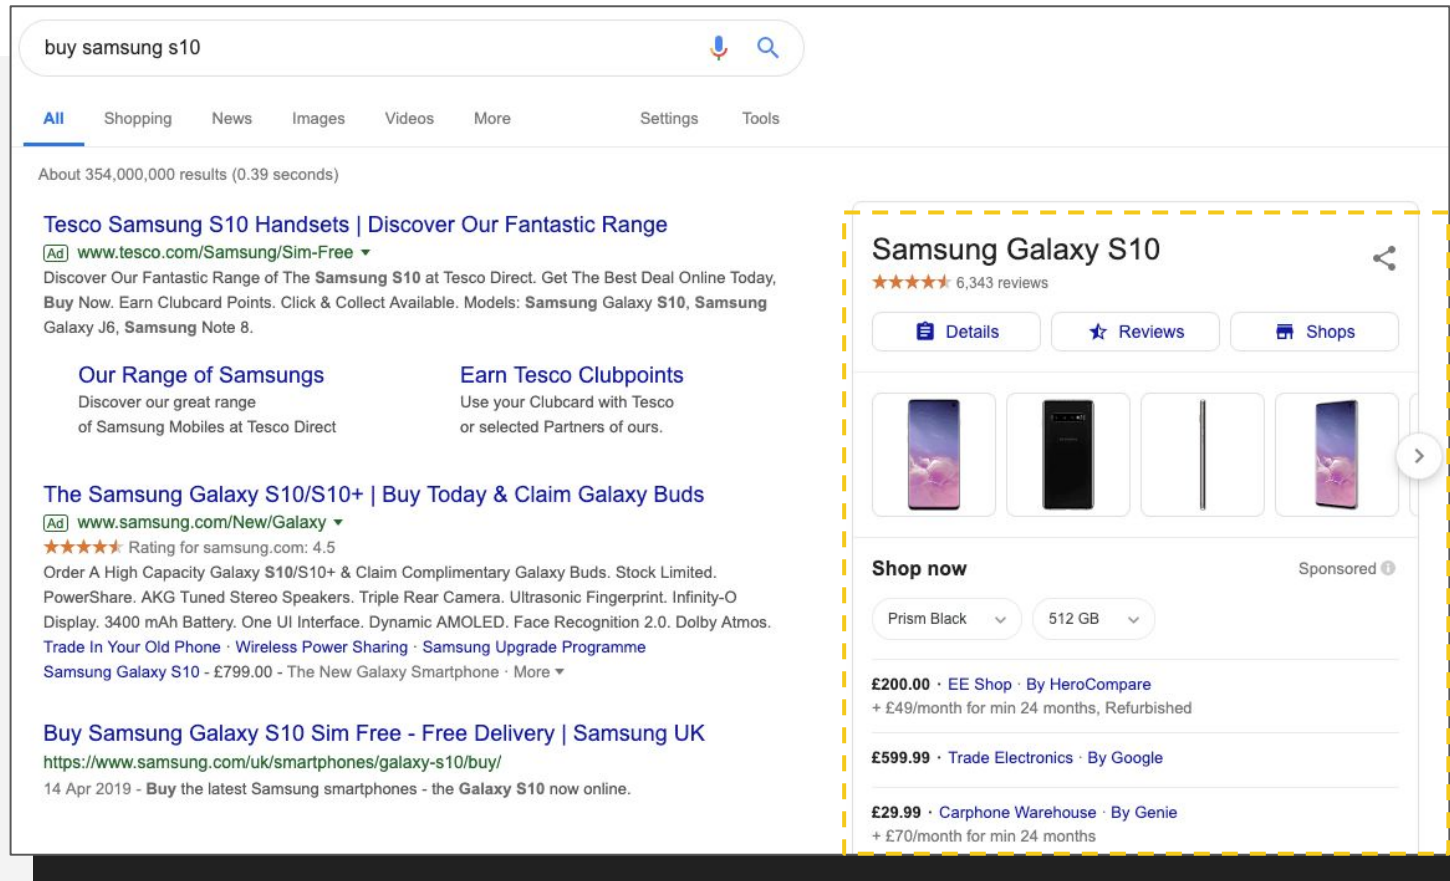 buy samsung s10
All Shopping News Images Videos More Settings Tools
About 354,000,000 results (0.39 seconds)
Tesco Samsung S10 Handsets | Discover Our Fantastic Range
Ad www.tesco.com/Samsung/Sim-Free
Discover Our Fantastic Range of The Samsung S10 at Tesco Direct. Get The Best Deal Online Today,
Buy Now. Earn Clubcard Points. Click & Collect Available. Models: Samsung Galaxy S10, Samsung
Galaxy J6, Samsung Note 8.
Our Range of Samsungs
Discover our great range
of Samsung Mobiles at Tesco Direct
Earn Tesco Clubpoints
Use your Clubcard with Tesco
or selected Partners of ours.
The Samsung Galaxy S10/S10+ | Buy Today & Claim Galaxy Buds
Ad www.samsung.com/New/Galaxy
Rating for samsung.com: 4.5
Order A High Capacity Galaxy S10/S10+ & Claim Complimentary Galaxy Buds. Stock Limited.
PowerShare. AKG Tuned Stereo Speakers. Triple Rear Camera. Ultrasonic Fingerprint. Infinity-O
Display. 3400 mAh Battery. One UI Interface. Dynamic AMOLED. Face Recognition 2.0. Dolby Atmos.
Trade In Your Old Phone · Wireless Power Sharing · Samsung Upgrade Programme
Samsung Galaxy S10 - £799.00 - The New Galaxy Smartphone · More
Buy Samsung Galaxy S10 Sim Free - Free Delivery | Samsung UK
https://www.samsung.com/uk/smartphones/galaxy-s10/buy/
14 Apr 2019 - Buy the latest Samsung smartphones - the Galaxy S10 now online.
Samsung Galaxy S10
6,343 reviews
Details Reviews Shops
Shop now Sponsored
Prism Black 512 GB
£200.00 · EE Shop · By HeroCompare
+ £49/month for min 24 months, Refurbished
£599.99 · Trade Electronics · By Google
£29.99 · Carphone Warehouse · By Genie
+ £70/month for min 24 months